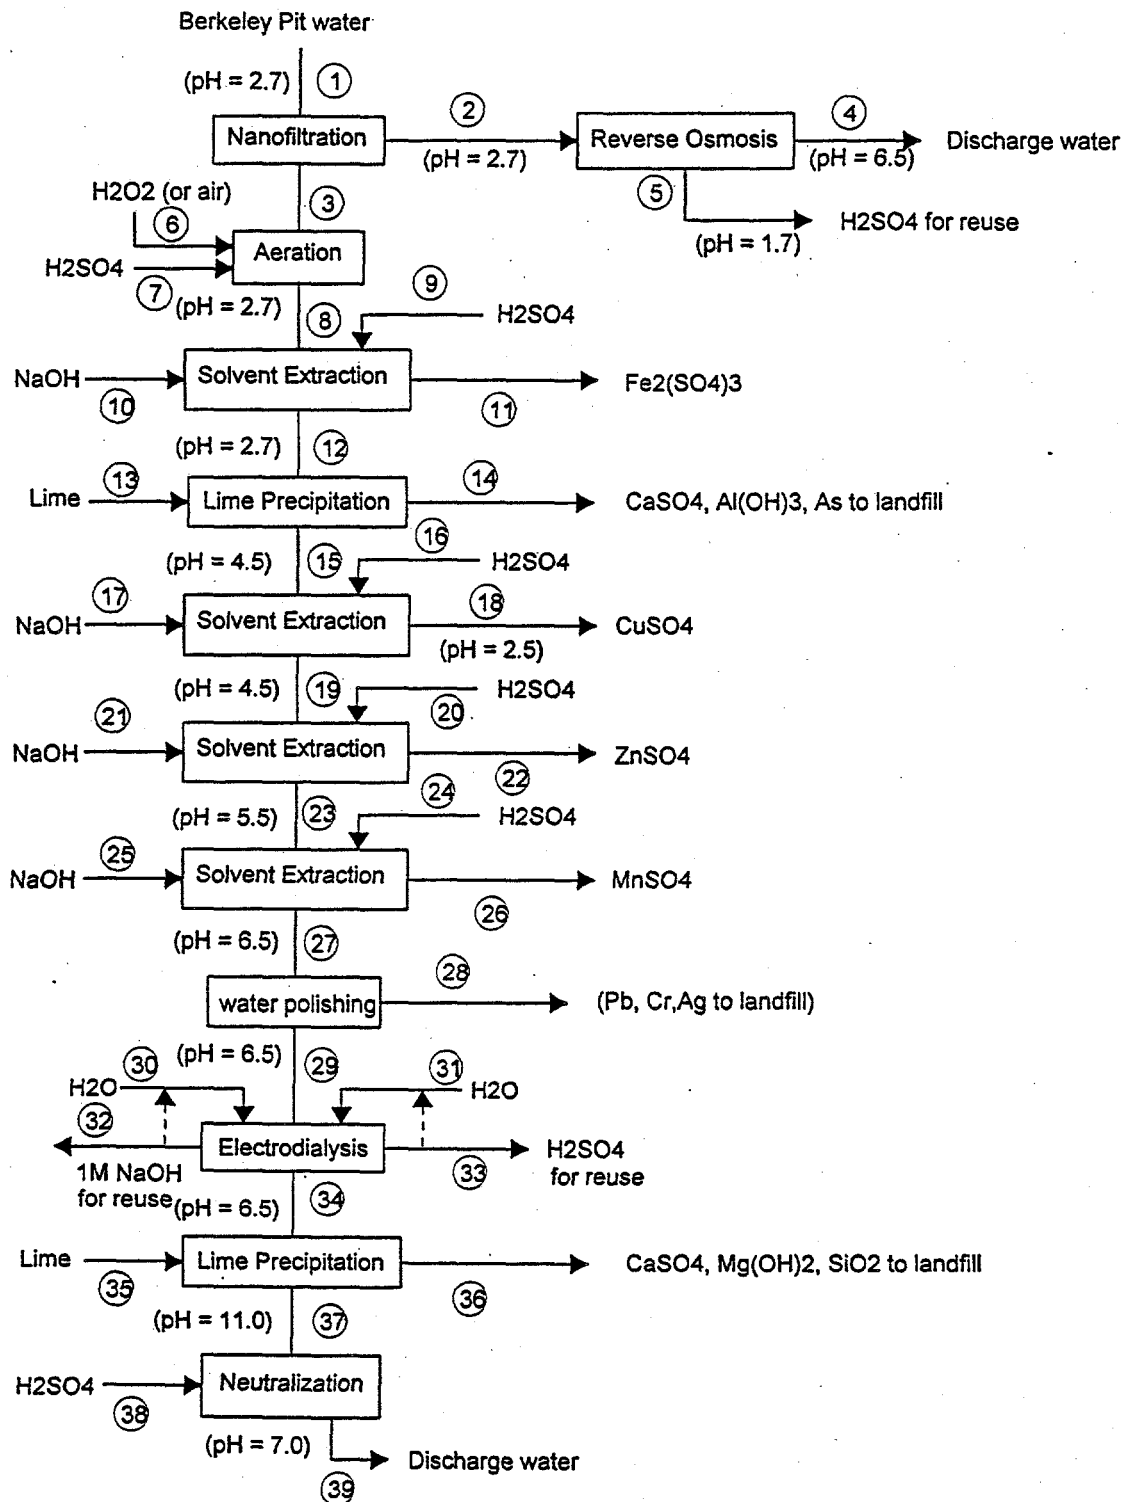 Berkeley Pit water
(pH = 2.7) 1
2 4
Nanofiltration Reverse Osmosis Discharge water
(pH = 2.7) (pH = 6.5)
H2O2 (or air) 3 5
6 H2SO4 for reuse
(pH = 1.7)
Aeration
H2SO4
7 (pH = 2.7) 8 9 H2SO4
NaOH Solvent Extraction Fe2(SO4)3
10 11
(pH = 2.7) 12
13 14
Lime Lime Precipitation CaSO4, Al(OH)3, As to landfill
16
(pH = 4.5) 15 H2SO4
17 18
NaOH Solvent Extraction CuSO4
(pH = 2.5)
(pH = 4.5) 19 H2SO4
21 20
NaOH Solvent Extraction ZnSO4
22
(pH = 5.5) 23 24 H2SO4
25
NaOH Solvent Extraction MnSO4
26
(pH = 6.5) 27
28
water polishing (Pb, Cr,Ag to landfill)
(pH = 6.5) 29
30 31
H2O H2O
32
Electrodialysis H2SO4
1M NaOH 33 for reuse
for reuse (pH = 6.5) 34
Lime Lime Precipitation CaSO4, Mg(OH)2, SiO2 to landfill
35 36
(pH = 11.0) 37
H2SO4 Neutralization
38
(pH = 7.0)
Discharge water
39